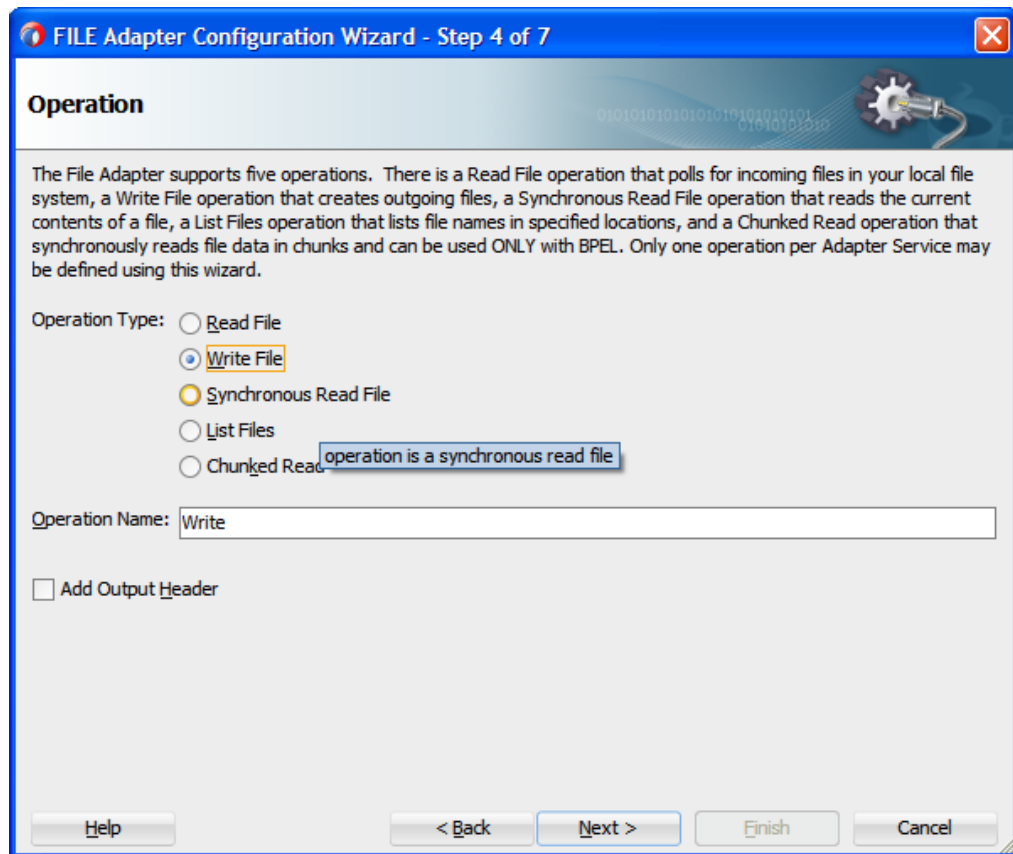 FILE Adapter Configuration Wizard - Step 4 of 7
Operation
The File Adapter supports five operations. There is a Read File operation that polls for incoming files in your local file
system, a Write File operation that creates outgoing files, a Synchronous Read File operation that reads the current
contents of a file, a List Files operation that lists file names in specified locations, and a Chunked Read operation that
synchronously reads file data in chunks and can be used ONLY with BPEL. Only one operation per Adapter Service may
be defined using this wizard.
Operation Type:
Read File
Write File
Synchronous Read File
List Files
operation is a synchronous read file
Chunked Read
Operation Name: Write
Add Output Header
Help < Back Next > Finish Cancel